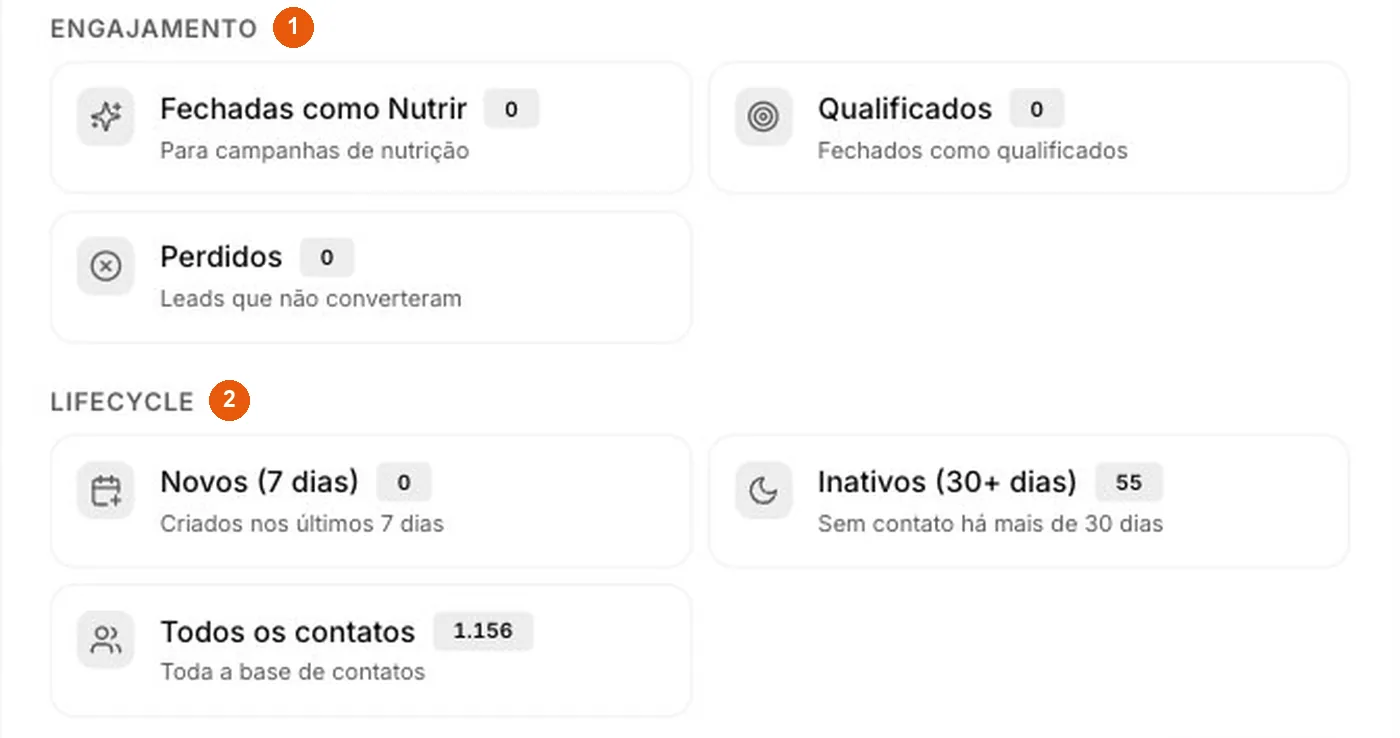 ENGAJAMENTO 1
Fechadas como Nutrir 0
Para campanhas de nutrição
Qualificados 0
Fechados como qualificados
Perdidos 0
Leads que não converteram
LIFECYCLE 2
Novos (7 dias) 0
Criados nos últimos 7 dias
Inativos (30+ dias) 55
Sem contato há mais de 30 dias
Todos os contatos 1.156
Toda a base de contatos